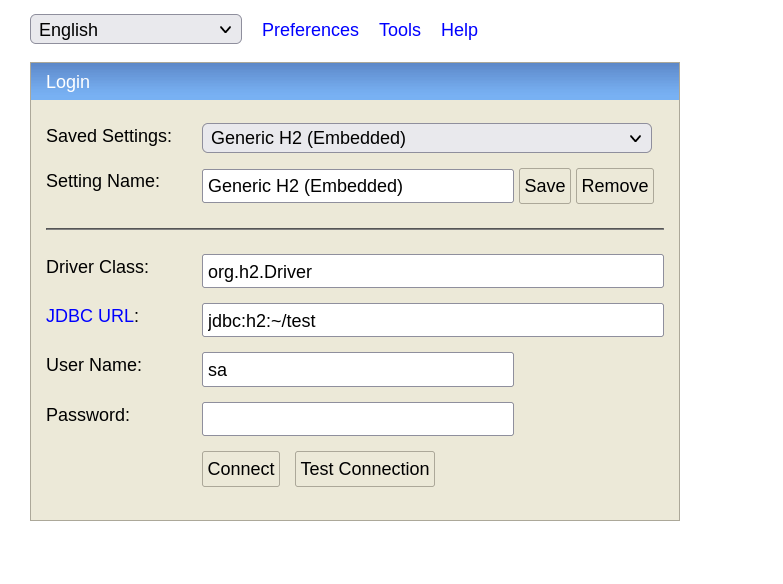 English Preferences Tools Help
Login
Saved Settings: Generic H2 (Embedded)
Setting Name: Generic H2 (Embedded) Save Remove
Driver Class: org.h2.Driver
JDBC URL: jdbc:h2:~/test
User Name: sa
Password:
Connect Test Connection